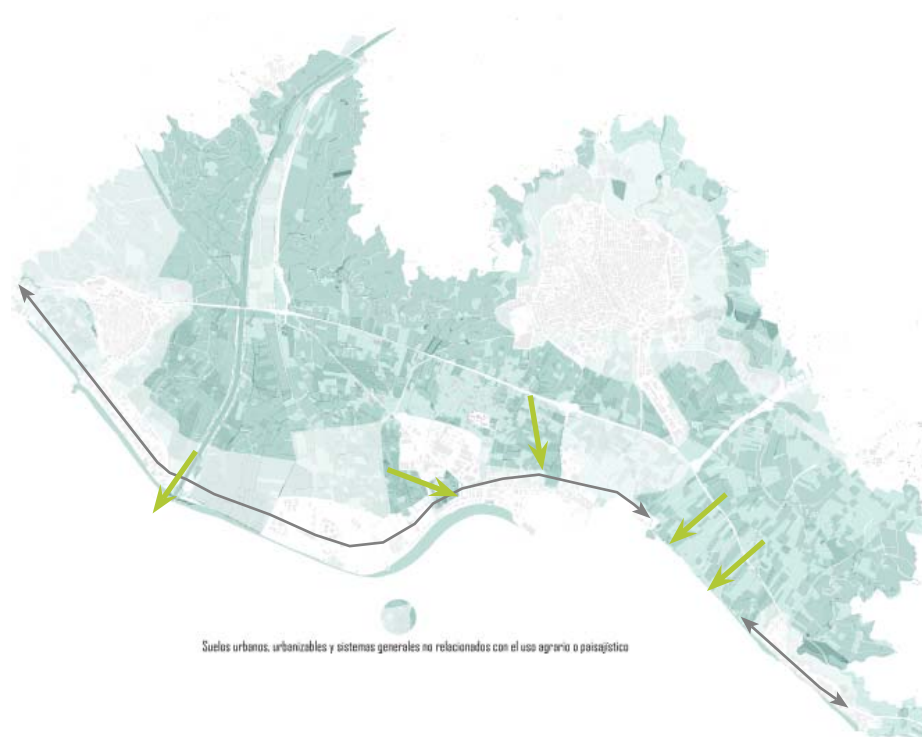 Suelos urbanos, urbanizables y sistemas generales no relacionados con el uso agrario o paisajístico